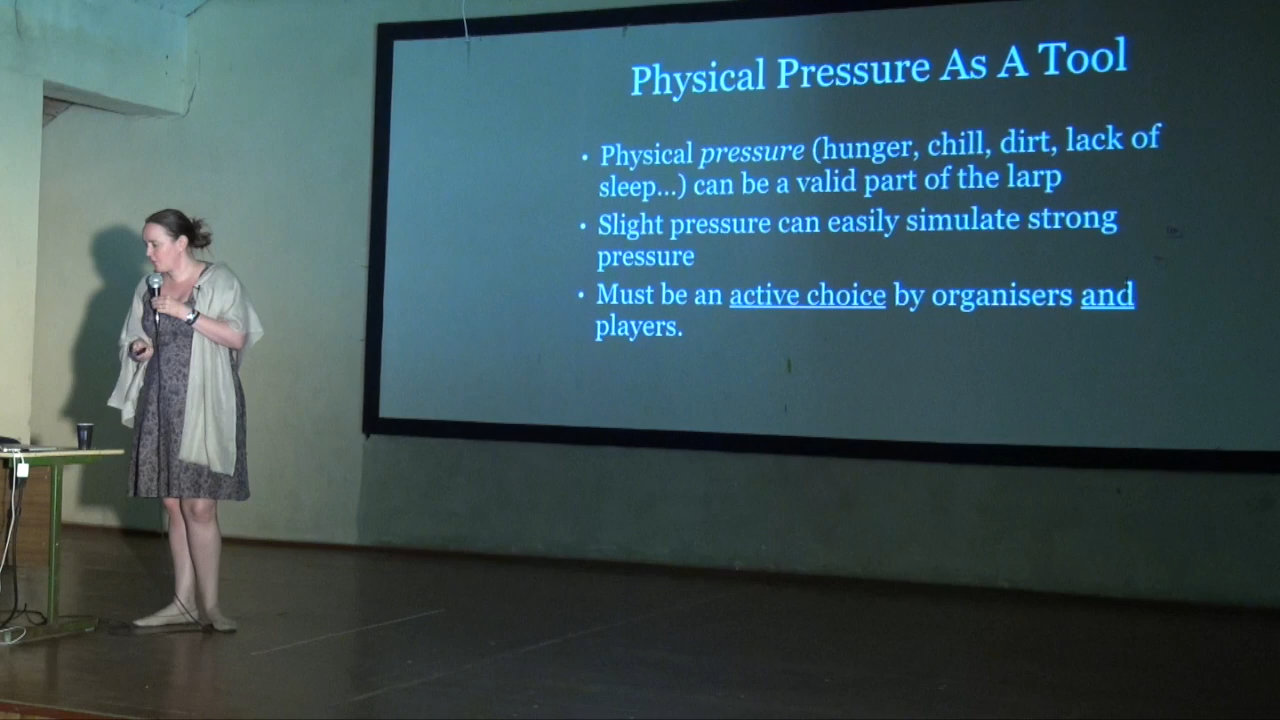 Physical Pressure As A Tool
• Physical pressure (hunger, chill, dirt, lack of
sleep...) can be a valid part of the larp
• Slight pressure can easily simulate strong
pressure
• Must be an active choice by organisers and
players.